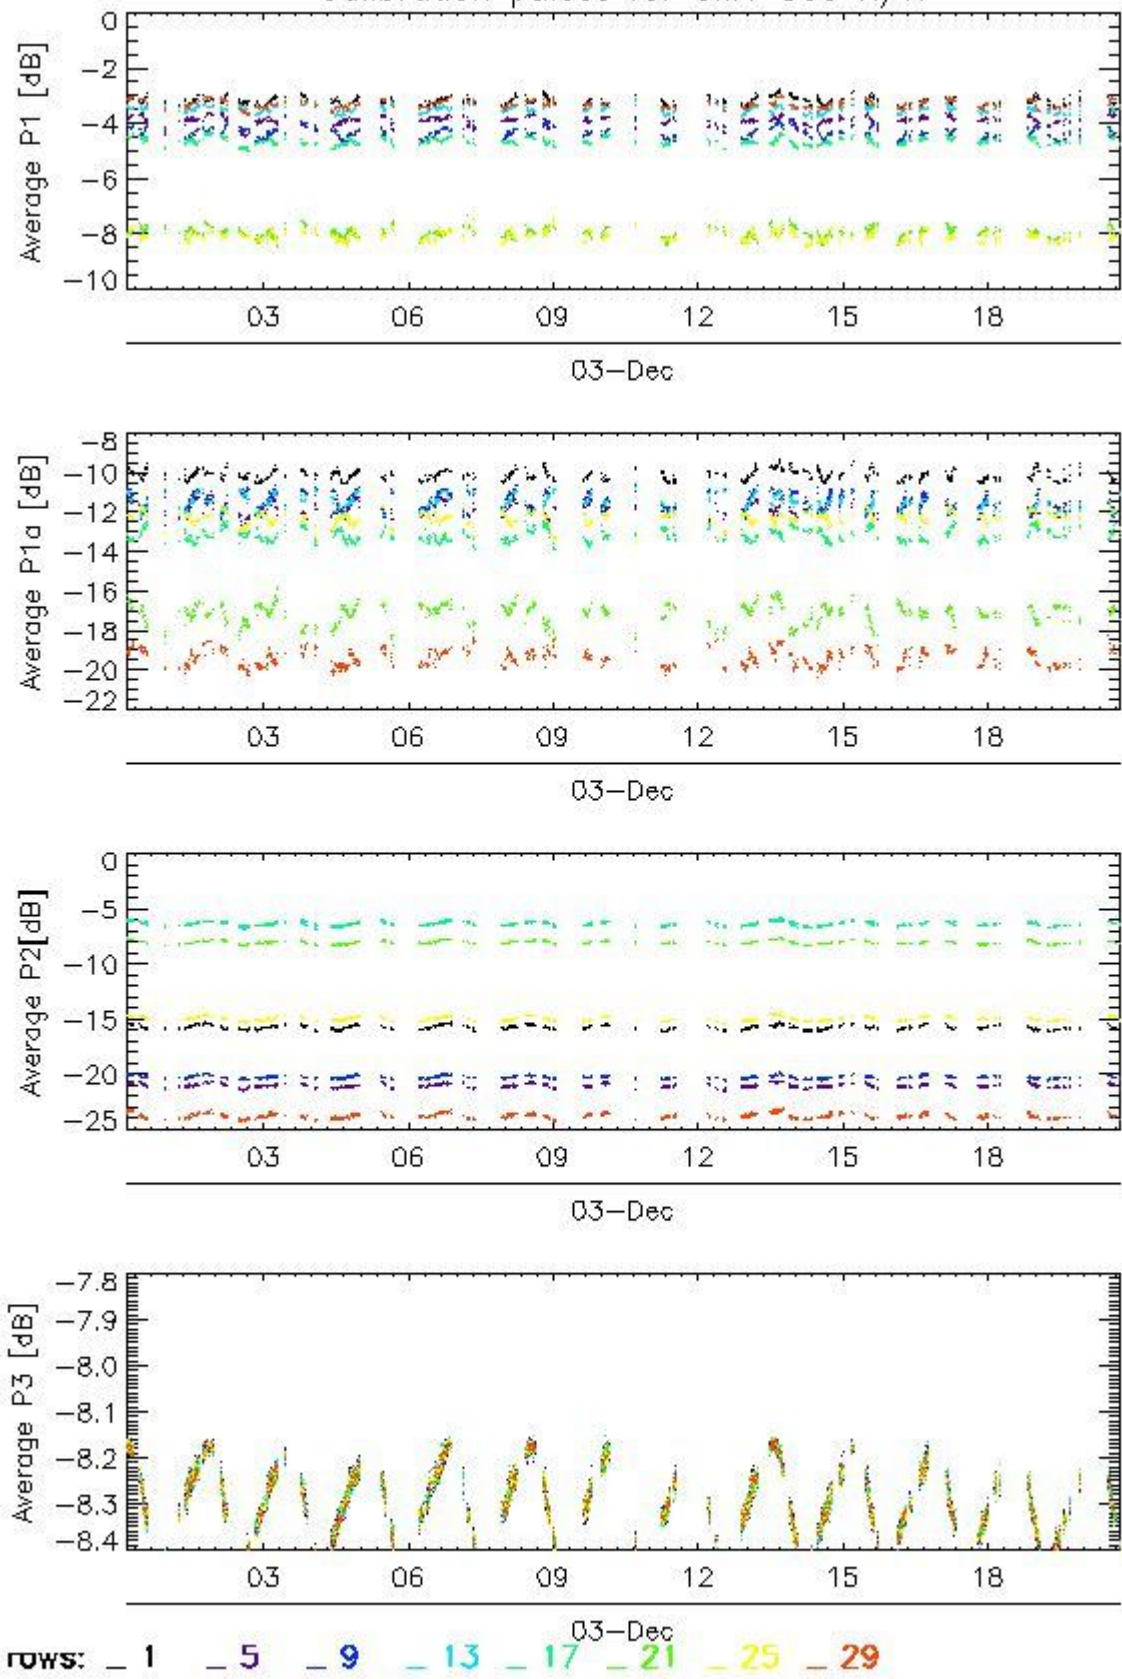 0
-2
-4
-6
-8
-10
Average P1 [dB]
03 06 09 12 15 18
03-Dec
-8
-10
-12
-14
-16
-18
-20
-22
Average P1a [dB]
03 06 09 12 15 18
03-Dec
0
-5
-10
-15
-20
-25
Average P2[dB]
03 06 09 12 15 18
03-Dec
-7.8
-7.9
-8.0
-8.1
-8.2
-8.3
-8.4
Average P3 [dB]
03 06 09 12 15 18
03-Dec
rows: _ 1 _ 5 _ 9 _ 13 _ 17 _ 21 _ 25 _ 29